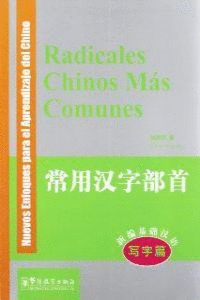 Nuevos Enfoques para el Aprendizaje del Chino
Radicales
Chinos Más
Comunes
常用汉字部首
新编基础汉语
写字篇